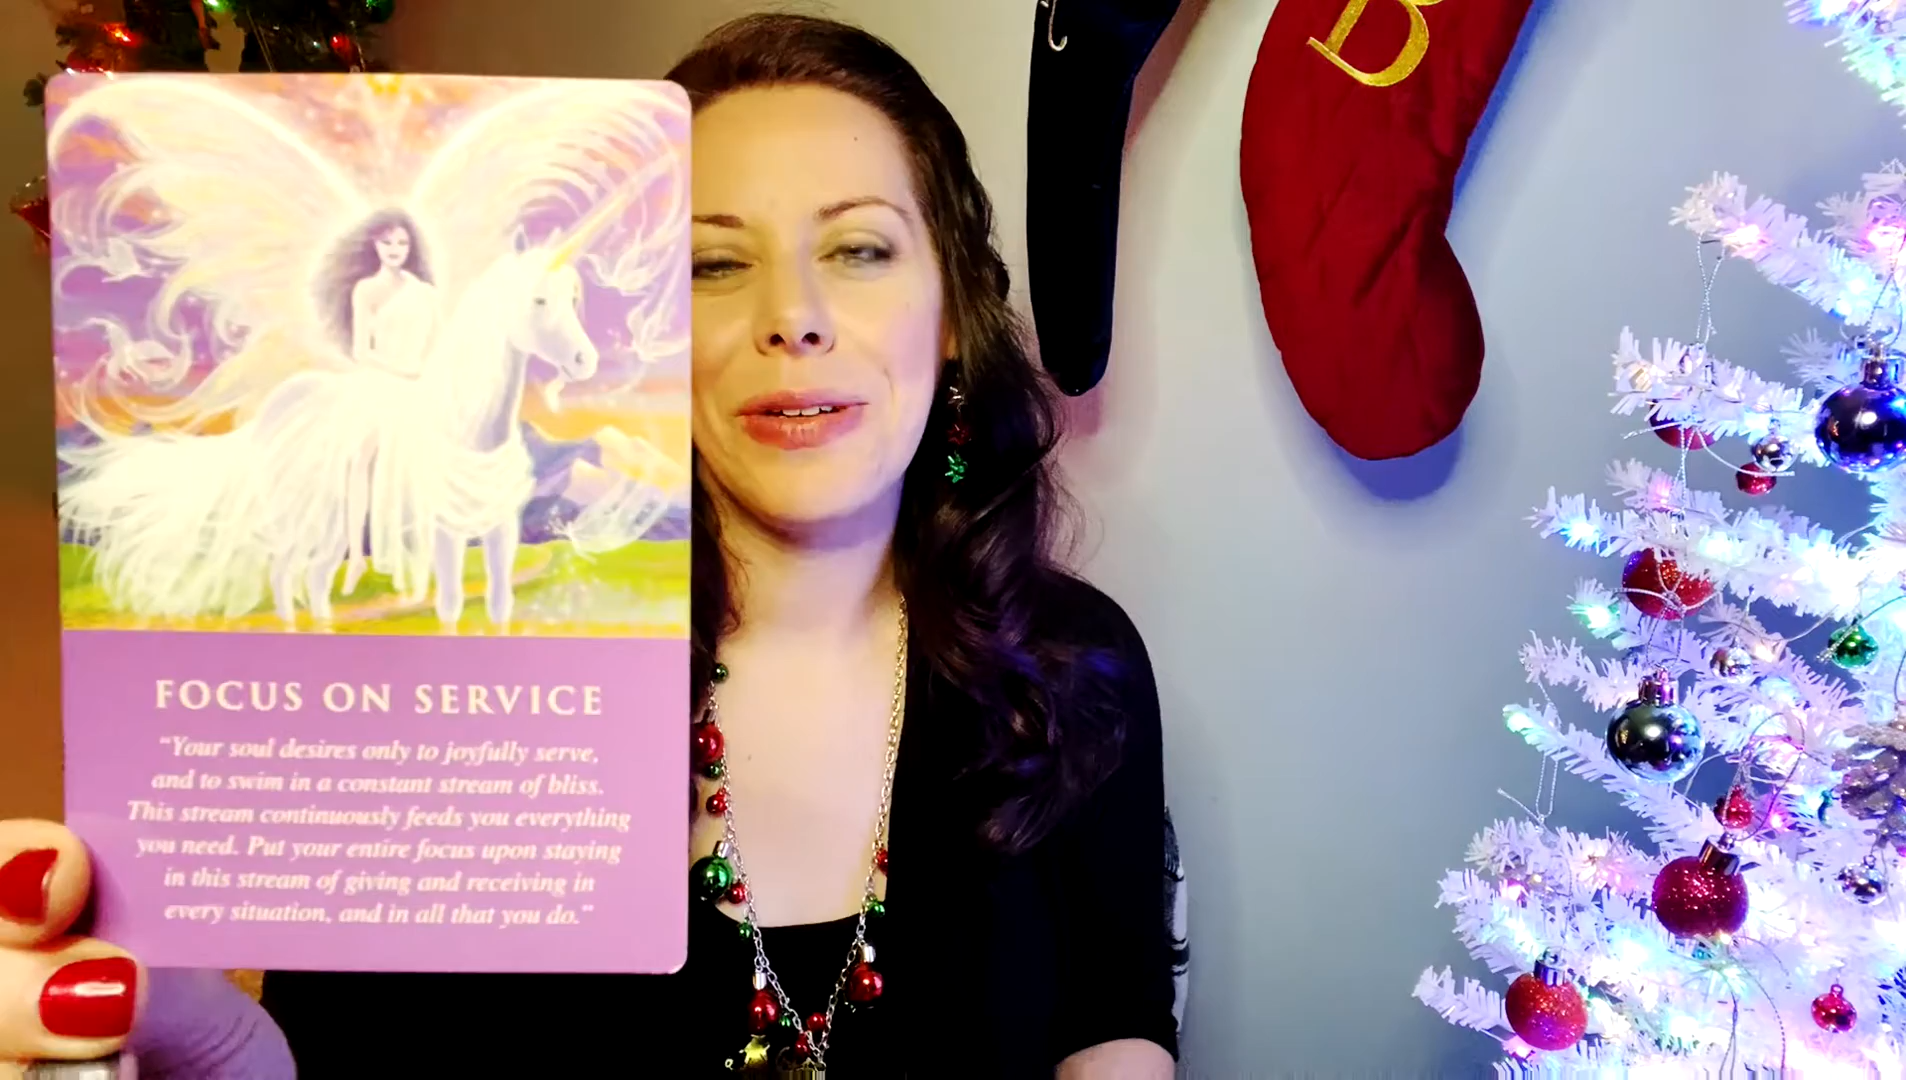 B
FOCUS ON SERVICE
"Your soul desires only to joyfully serve,
and to swim in a constant stream of bliss.
This stream continuously feeds you everything
you need. Put your entire focus upon staying
in this stream of giving and receiving in
every situation, and in all that you do."